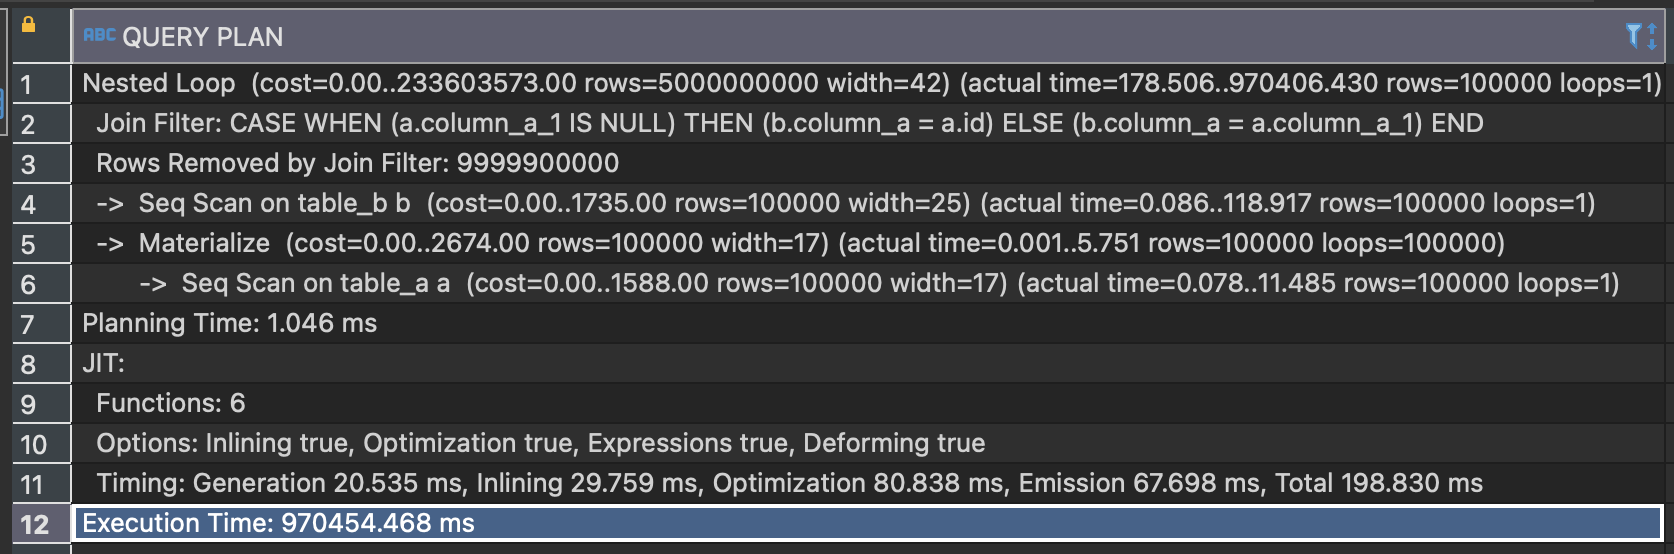 ABC QUERY PLAN
1 Nested Loop (cost=0.00..233603573.00 rows=5000000000 width=42) (actual time=178.506..970406.430 rows=100000 loops=1)
2 Join Filter: CASE WHEN (a.column_a_1 IS NULL) THEN (b.column_a = a.id) ELSE (b.column_a = a.column_a_1) END
3 Rows Removed by Join Filter: 9999900000
4 -> Seq Scan on table_b b (cost=0.00..1735.00 rows=100000 width=25) (actual time=0.086..118.917 rows=100000 loops=1)
5 -> Materialize (cost=0.00..2674.00 rows=100000 width=17) (actual time=0.001..5.751 rows=100000 loops=100000)
6 -> Seq Scan on table_a a (cost=0.00..1588.00 rows=100000 width=17) (actual time=0.078..11.485 rows=100000 loops=1)
7 Planning Time: 1.046 ms
8 JIT:
9 Functions: 6
10 Options: Inlining true, Optimization true, Expressions true, Deforming true
11 Timing: Generation 20.535 ms, Inlining 29.759 ms, Optimization 80.838 ms, Emission 67.698 ms, Total 198.830 ms
12 Execution Time: 970454.468 ms